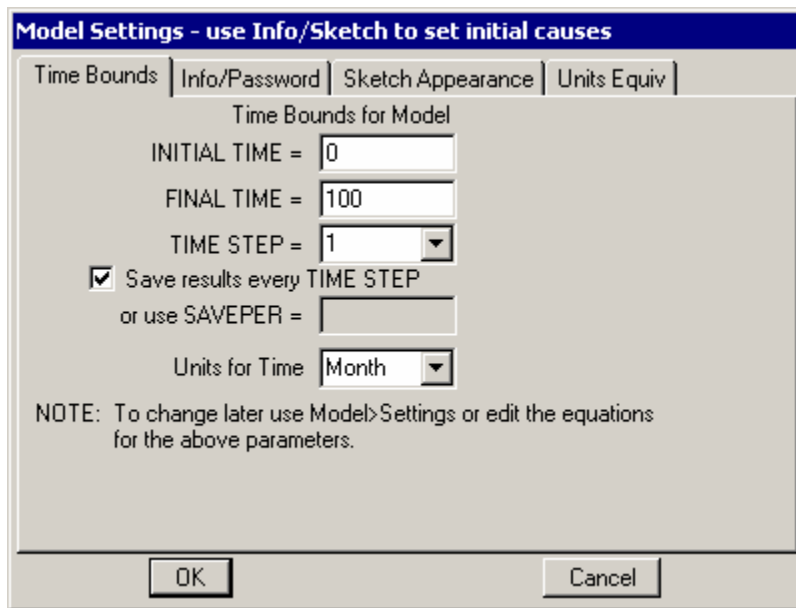 Model Settings - use Info/Sketch to set initial causes
Time Bounds Info/Password Sketch Appearance Units Equiv
Time Bounds for Model
INITIAL TIME = 0
FINAL TIME = 100
TIME STEP = 1
Save results every TIME STEP
or use SAVEPER =
Units for Time Month
NOTE: To change later use Model>Settings or edit the equations
for the above parameters.
OK Cancel